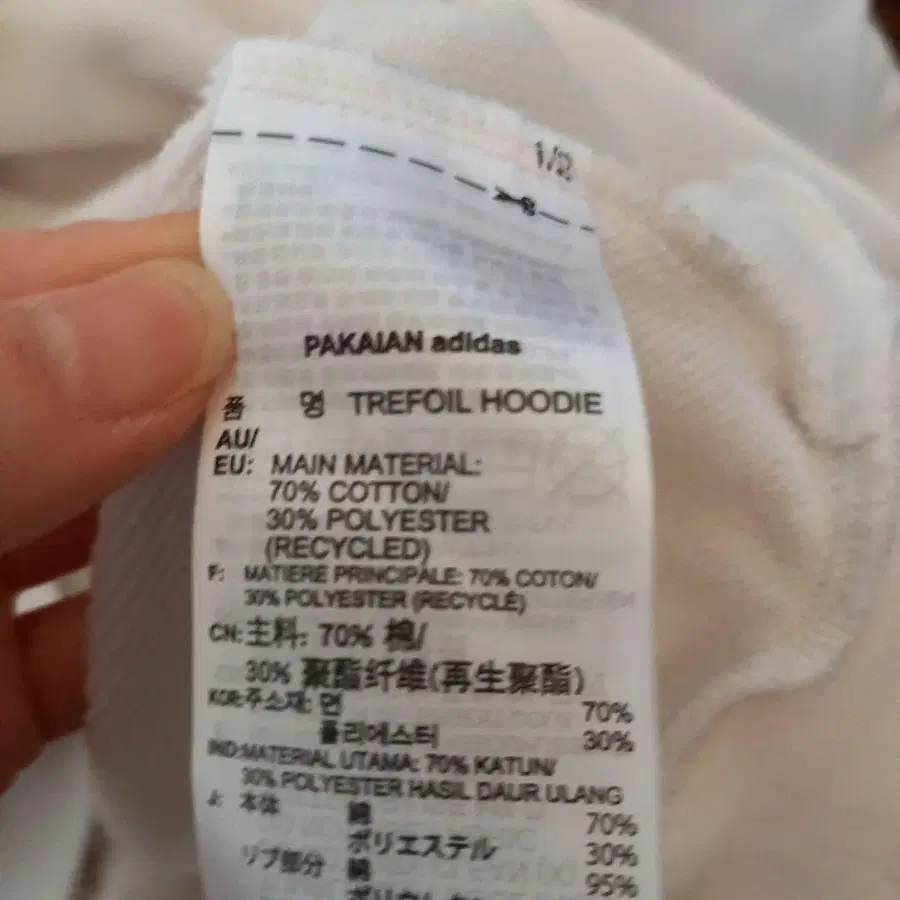 1/8
PAKAIAN adidas
품 명 TREFOIL HOODIE
AU/
EU: MAIN MATERIAL:
70% COTTON/
30% POLYESTER
(RECYCLED)
F: MATIERE PRINCIPALE: 70% COTON/
30% POLYESTER (RECYCLÉ)
CN: 主料: 70% 棉/
30% 聚酯纤维(再生聚酯)
KOR: 주소재: 면 70%
폴리에스터 30%
IND: MATERIAL UTAMA: 70% KATUN/
30% POLYESTER HASIL DAUR ULANG
J: 本体 綿 70%
ポリエステル 30%
リブ部分 綿 95%